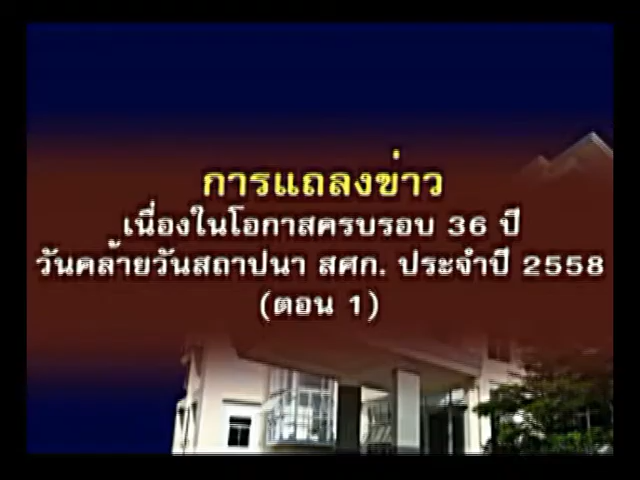 การแถลงข่าว
เนื่องในโอกาสครบรอบ 36 ปี
วันคล้ายวันสถาปนา สศก. ประจำปี 2558
(ตอน 1)